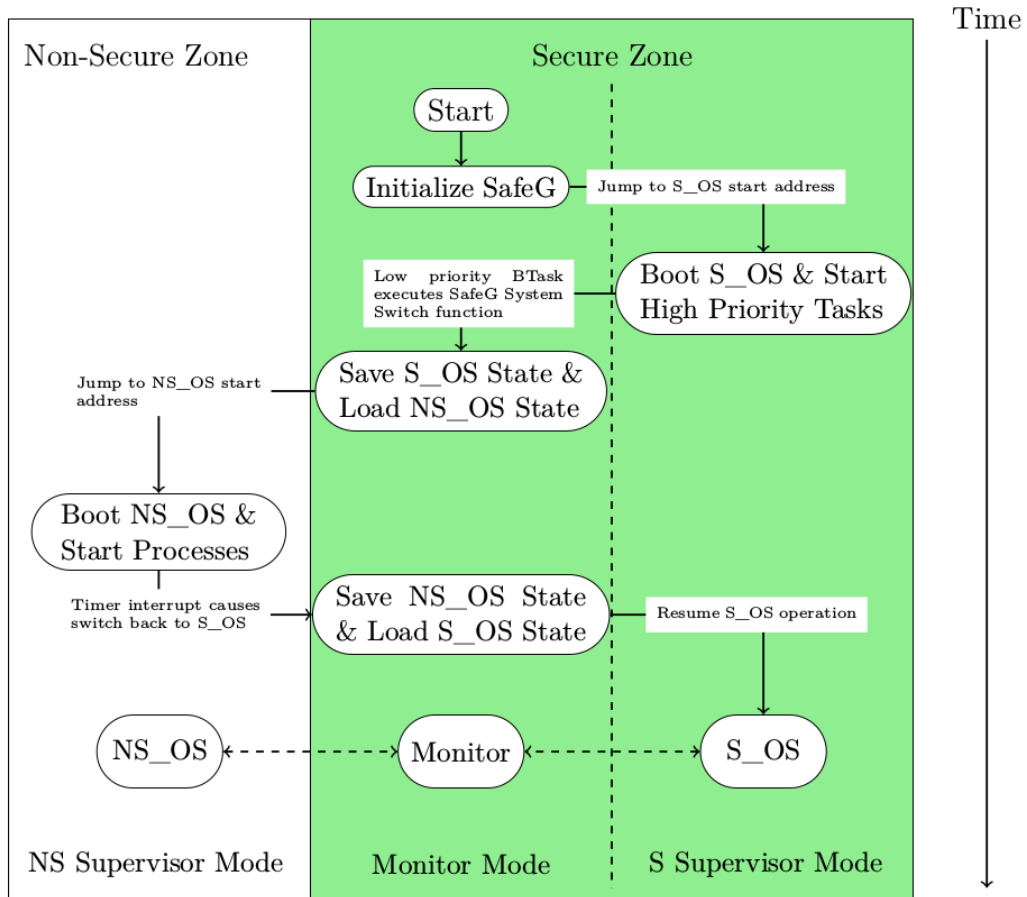 Time
Non-Secure Zone
Secure Zone
Start
Initialize SafeG
Jump to S_OS start address
Low priority BTask
executes SafeG System
Switch function
Boot S_OS & Start
High Priority Tasks
Save S_OS State &
Load NS_OS State
Jump to NS_OS start
address
Boot NS_OS &
Start Processes
Timer interrupt causes
switch back to S_OS
Save NS_OS State
& Load S_OS State
Resume S_OS operation
NS_OS
Monitor
S_OS
NS Supervisor Mode
Monitor Mode
S Supervisor Mode